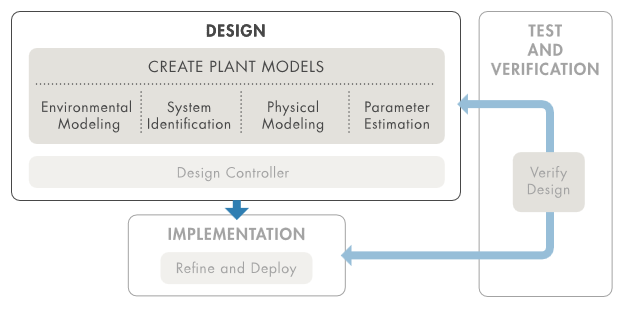 DESIGN
CREATE PLANT MODELS
Environmental
Modeling
System
Identification
Physical
Modeling
Parameter
Estimation
Design Controller
TEST
AND
VERIFICATION
Verify
Design
IMPLEMENTATION
Refine and Deploy